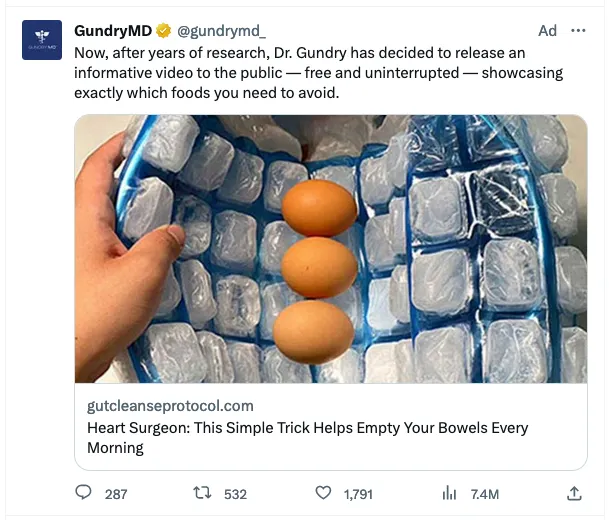 GundryMD @gundrymd_ Ad
Now, after years of research, Dr. Gundry has decided to release an
informative video to the public — free and uninterrupted — showcasing
exactly which foods you need to avoid.
GUNDRY MD
gutcleanseprotocol.com
Heart Surgeon: This Simple Trick Helps Empty Your Bowels Every
Morning
287 532 1,791 7.4M